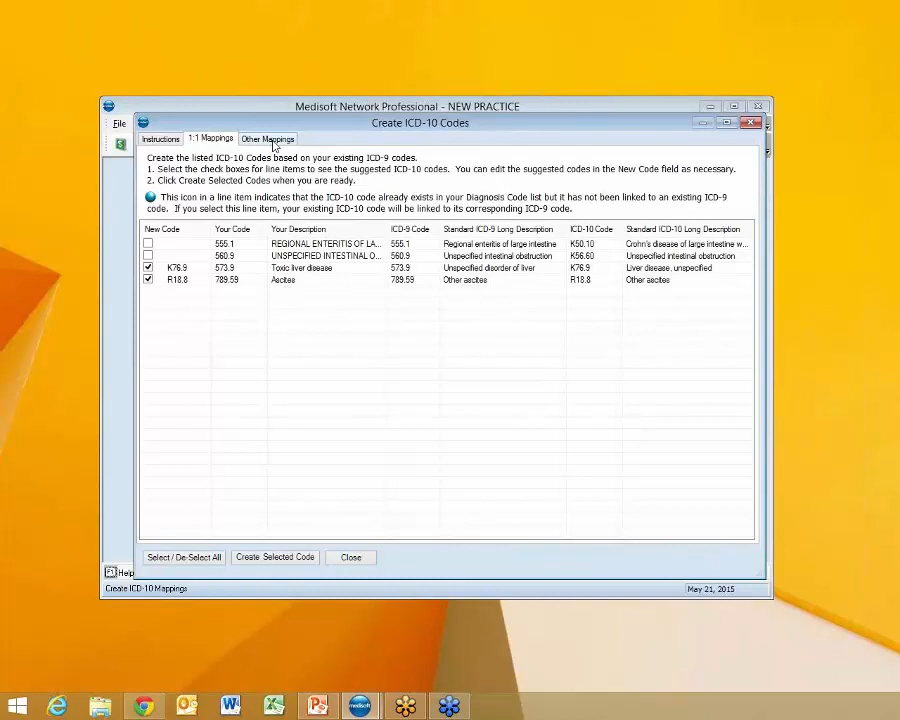 Medisoft Network Professional - NEW PRACTICE
File
Create ICD-10 Codes
Instructions 1:1 Mappings Other Mappings
Create the listed ICD-10 Codes based on your existing ICD-9 codes.
1. Select the check boxes for line items to see the suggested ICD-10 codes. You can edit the suggested codes in the New Code field as necessary.
2. Click Create Selected Codes when you are ready.
This icon in a line item indicates that the ICD-10 code already exists in your Diagnosis Code list but it has not been linked to an existing ICD-9
code. If you select this line item, your existing ICD-10 code will be linked to its corresponding ICD-9 code.
New Code Your Code Your Description ICD-9 Code Standard ICD-9 Long Description ICD-10 Code Standard ICD-10 Long Description
555.1 REGIONAL ENTERITIS OF LA... 555.1 Regional enteritis of large intestine K50.10 Crohn's disease of large intestine w...
560.9 UNSPECIFIED INTESTINAL O... 560.9 Unspecified intestinal obstruction K56.60 Unspecified intestinal obstruction
K76.9 573.9 Toxic liver disease 573.9 Unspecified disorder of liver K76.9 Liver disease, unspecified
R18.8 789.59 Ascites 789.59 Other ascites R18.8 Other ascites
Select / De-Select All Create Selected Code Close
F1 Help
Create ICD-10 Mappings May 21, 2015
medisoft